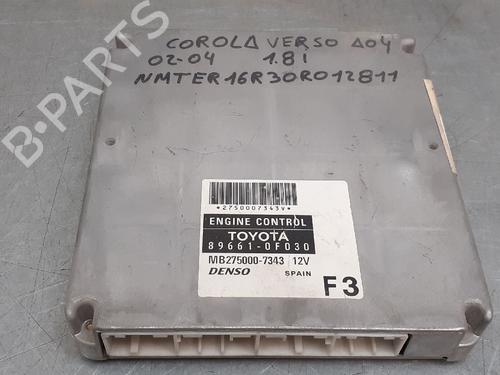 COROLA VERSO A04
02-04 1.8i
NMTER16R30R012811
*2750007343V*
ENGINE CONTROL
TOYOTA
89661-0F030
MB275000-7343 12V
DENSO SPAIN
F3
B-PARTS